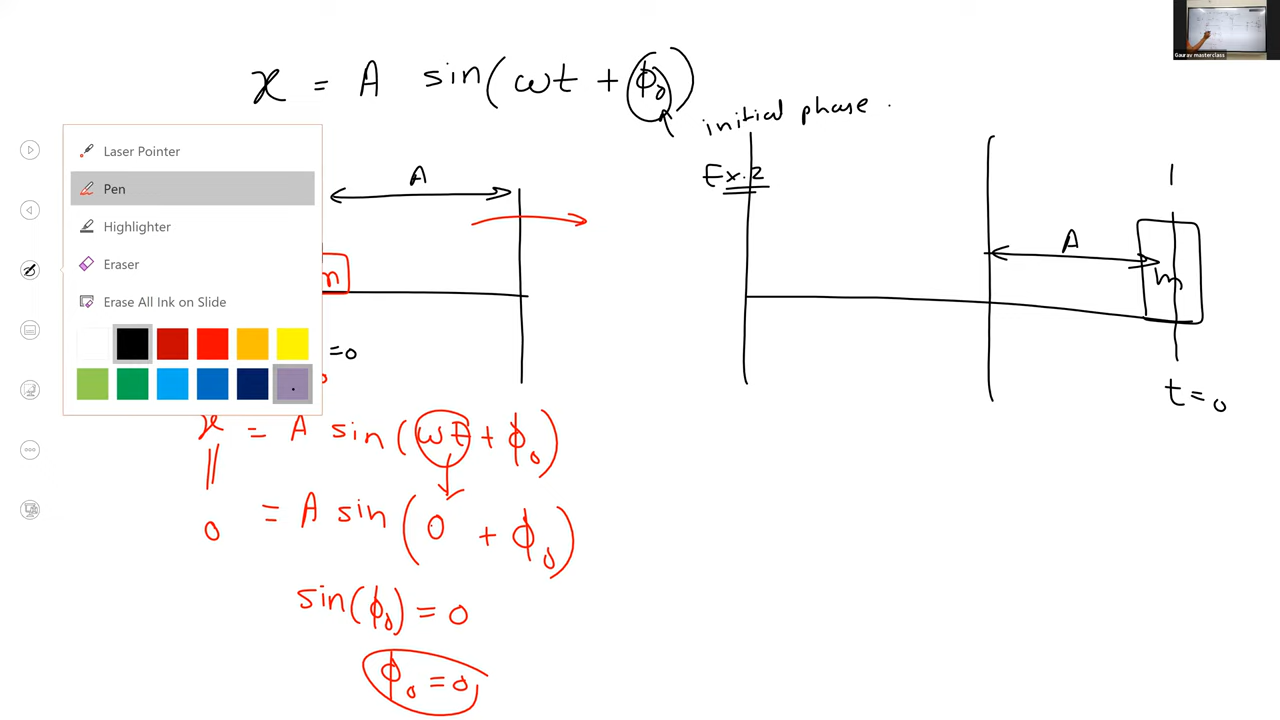 x = A sin(ωt + ϕ₀)
initial phase.
Laser Pointer
Pen
Highlighter
Eraser
Erase All Ink on Slide
A
m
=0
x = A sin(ωt + ϕ₀)
||
0 = A sin(0 + ϕ₀)
sin(ϕ₀) = 0
ϕ₀ = 0
Ex.2
A
m
t=0
Gaurav masterclass